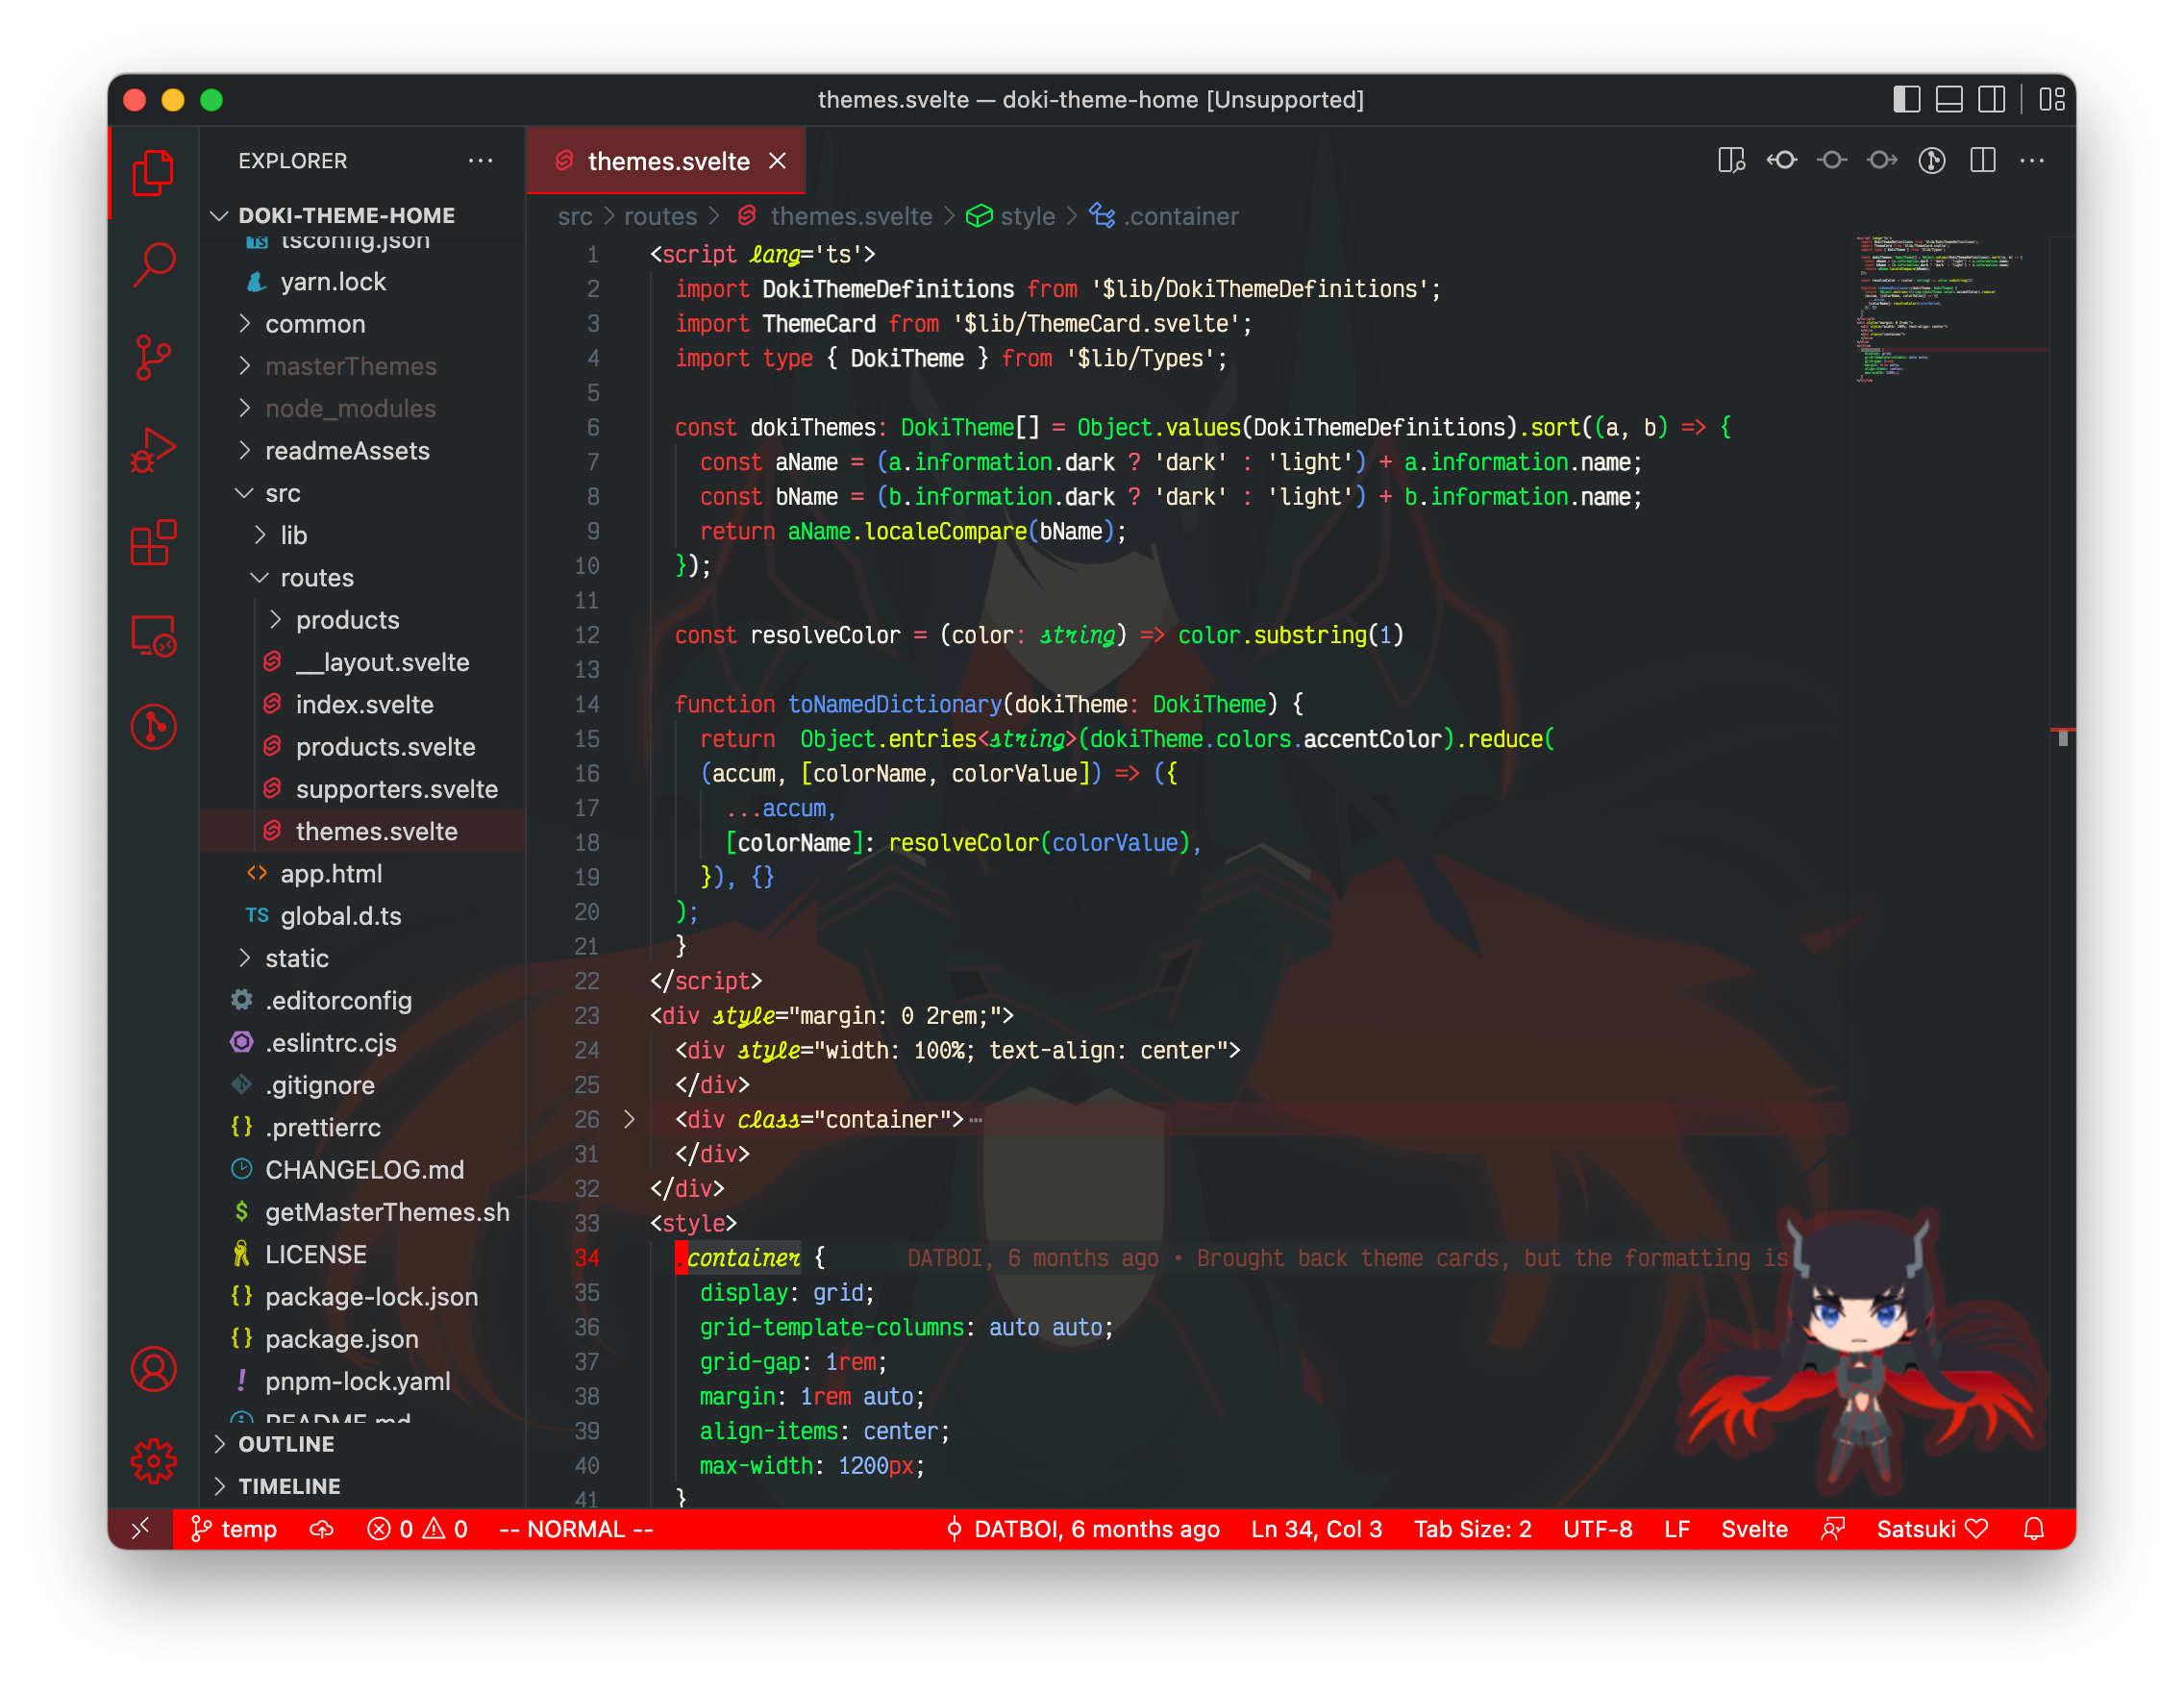 themes.svelte — doki-theme-home [Unsupported]
EXPLORER
DOKI-THEME-HOME
tsconfig.json
yarn.lock
common
masterThemes
node_modules
readmeAssets
src
lib
routes
products
__layout.svelte
index.svelte
products.svelte
supporters.svelte
themes.svelte
app.html
TS global.d.ts
static
.editorconfig
.eslintrc.cjs
.gitignore
{} .prettierrc
CHANGELOG.md
$ getMasterThemes.sh
LICENSE
{} package-lock.json
{} package.json
! pnpm-lock.yaml
README.md
OUTLINE
TIMELINE
themes.svelte
src > routes > themes.svelte > style > .container
1 <script lang='ts'>
2 import DokiThemeDefinitions from '$lib/DokiThemeDefinitions';
3 import ThemeCard from '$lib/ThemeCard.svelte';
4 import type { DokiTheme } from '$lib/Types';
5
6 const dokiThemes: DokiTheme[] = Object.values(DokiThemeDefinitions).sort((a, b) => {
7 const aName = (a.information.dark ? 'dark' : 'light') + a.information.name;
8 const bName = (b.information.dark ? 'dark' : 'light') + b.information.name;
9 return aName.localeCompare(bName);
10 });
11
12 const resolveColor = (color: string) => color.substring(1)
13
14 function toNamedDictionary(dokiTheme: DokiTheme) {
15 return Object.entries<string>(dokiTheme.colors.accentColor).reduce(
16 (accum, [colorName, colorValue]) => ({
17 ...accum,
18 [colorName]: resolveColor(colorValue),
19 }), {}
20 );
21 }
22 </script>
23 <div style="margin: 0 2rem;">
24 <div style="width: 100%; text-align: center">
25 </div>
26 <div class="container">⋯
31 </div>
32 </div>
33 <style>
34 .container { DATBOI, 6 months ago • Brought back theme cards, but the formatting is
35 display: grid;
36 grid-template-columns: auto auto;
37 grid-gap: 1rem;
38 margin: 1rem auto;
39 align-items: center;
40 max-width: 1200px;
41 }
temp 0 0 -- NORMAL -- DATBOI, 6 months ago Ln 34, Col 3 Tab Size: 2 UTF-8 LF Svelte Satsuki ♡